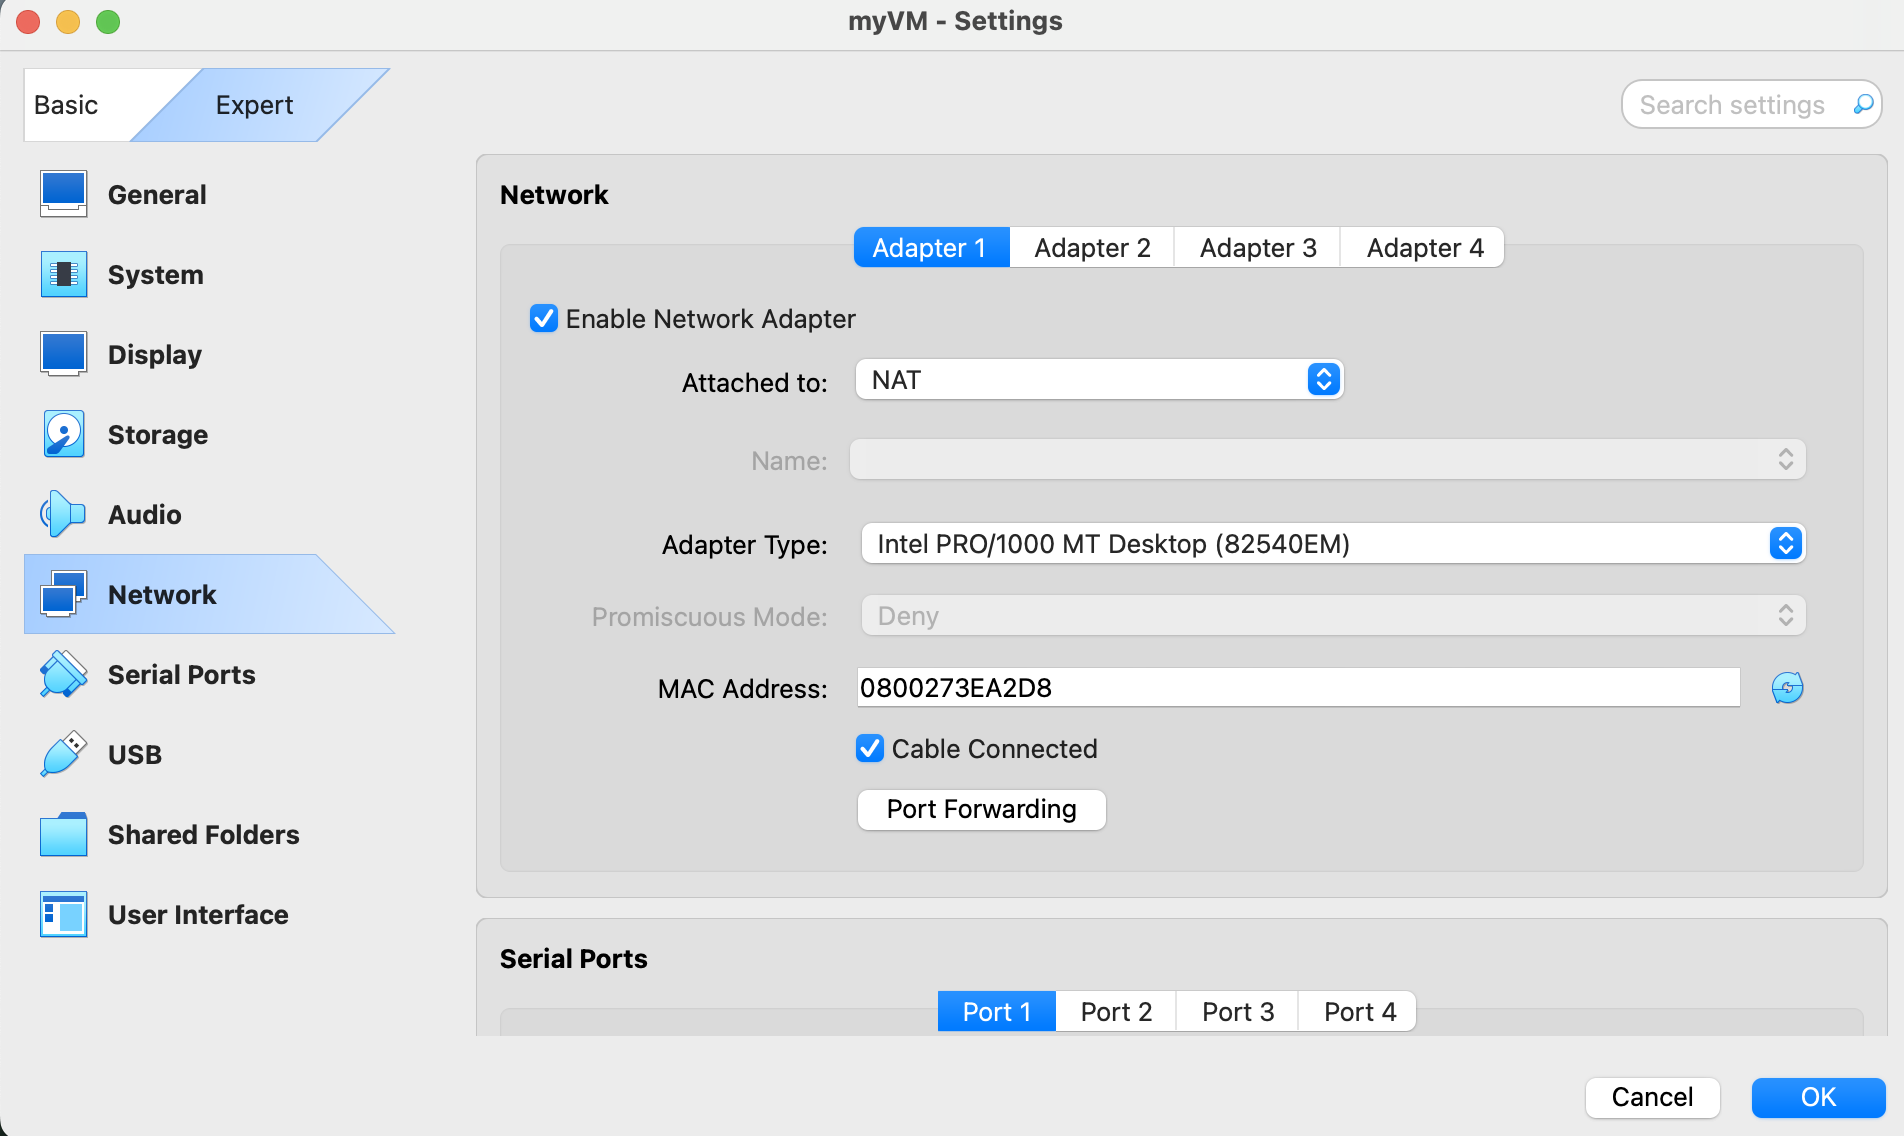 myVM - Settings
Basic
Expert
Search settings
General
System
Display
Storage
Audio
Network
Serial Ports
USB
Shared Folders
User Interface
Network
Adapter 1 Adapter 2 Adapter 3 Adapter 4
Enable Network Adapter
Attached to: NAT
Name:
Adapter Type: Intel PRO/1000 MT Desktop (82540EM)
Promiscuous Mode: Deny
MAC Address: 0800273EA2D8
Cable Connected
Port Forwarding
Serial Ports
Port 1 Port 2 Port 3 Port 4
Cancel OK